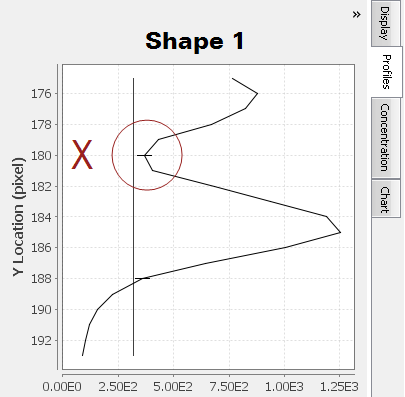 »
Shape 1
Y Location (pixel)
176
178
180
182
184
186
188
190
192
X
0.00E0
2.50E2
5.00E2
7.50E2
1.00E3
1.25E3
Display
Profiles
Concentration
Chart